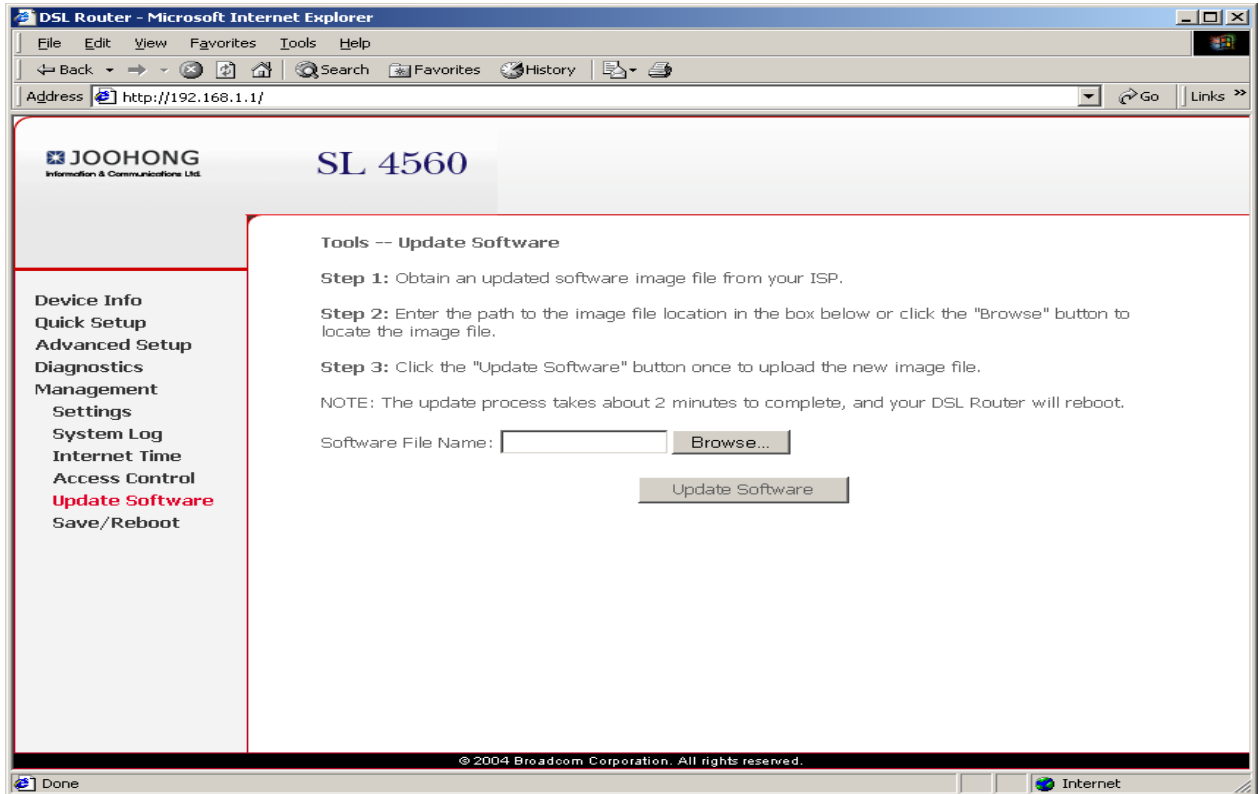 DSL Router - Microsoft Internet Explorer
File Edit View Favorites Tools Help
Back Search Favorites History
Address http://192.168.1.1/ Go Links »
JOOHONG
Information & Communications Ltd.
SL 4560
Tools -- Update Software
Step 1: Obtain an updated software image file from your ISP.
Step 2: Enter the path to the image file location in the box below or click the "Browse" button to
locate the image file.
Step 3: Click the "Update Software" button once to upload the new image file.
NOTE: The update process takes about 2 minutes to complete, and your DSL Router will reboot.
Software File Name: Browse...
Update Software
Device Info
Quick Setup
Advanced Setup
Diagnostics
Management
Settings
System Log
Internet Time
Access Control
Update Software
Save/Reboot
© 2004 Broadcom Corporation. All rights reserved.
Done Internet